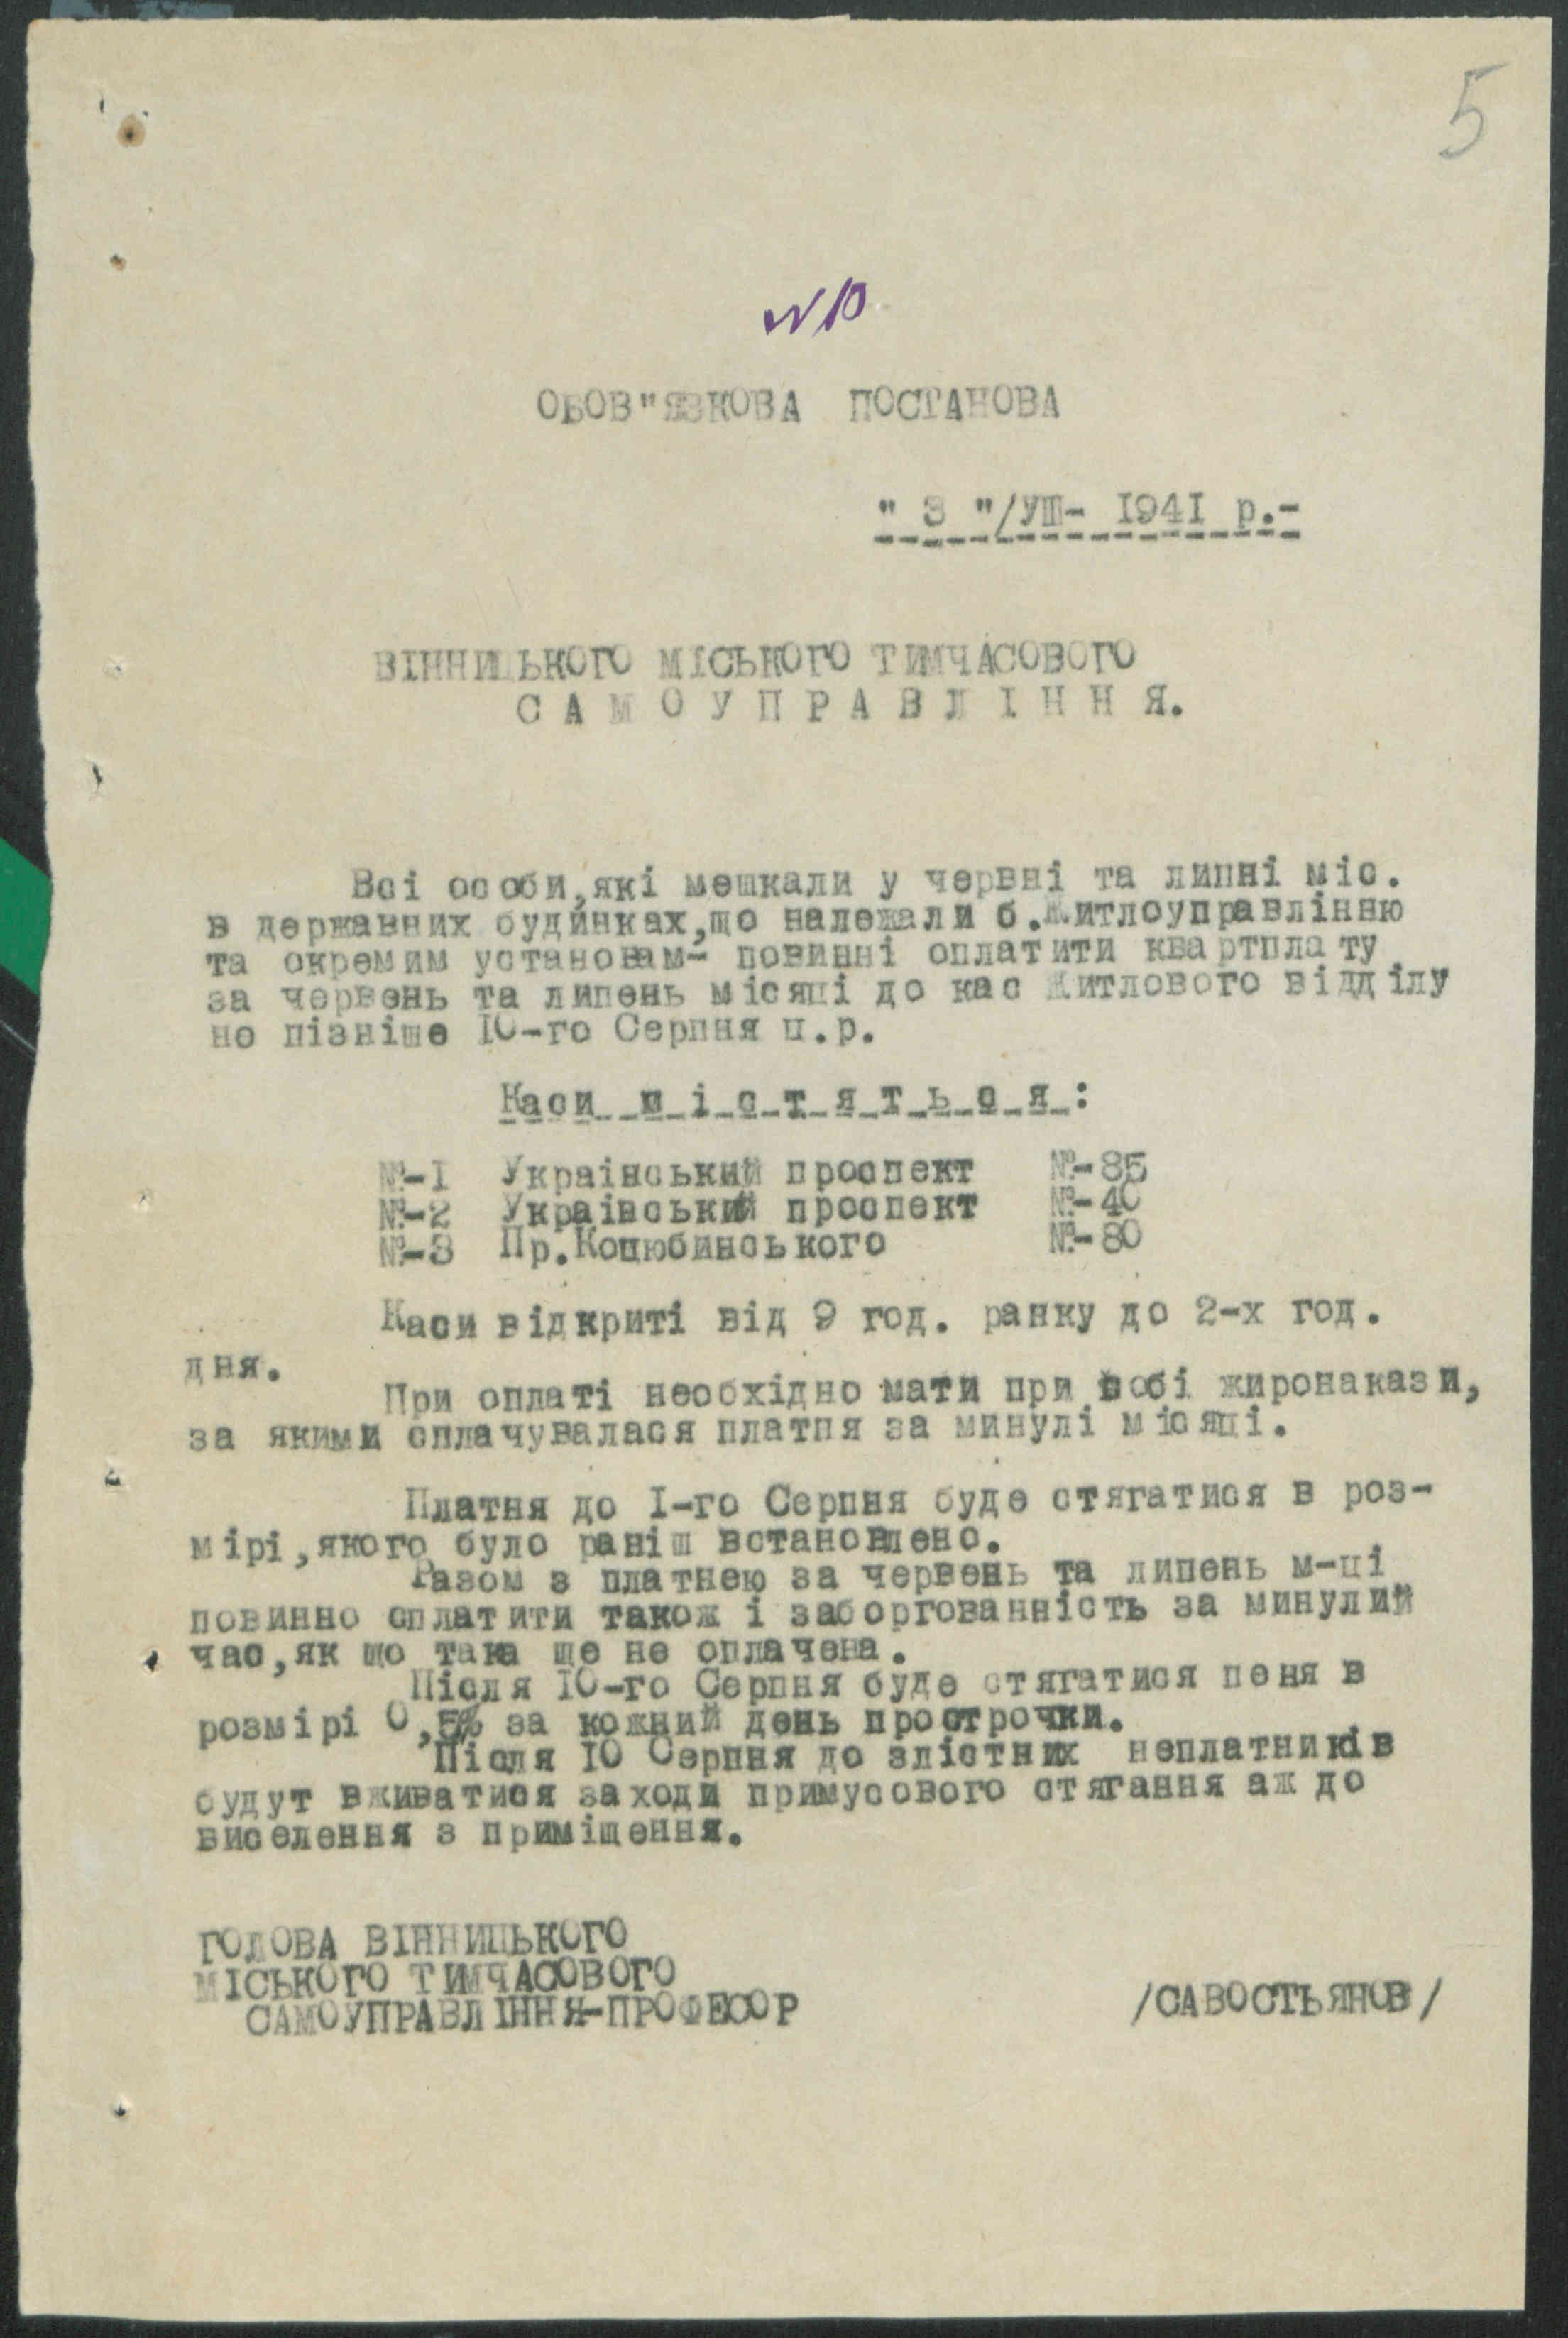 5
N 10
ОБОВ"ЯЗКОВА ПОСТАНОВА
" 3 "/УШ- 1941 р.-
ВІННИЦЬКОГО МІСЬКОГО ТИМЧАСОВОГО
С А М О У П Р А В Л І Н Н Я.
Всі особи,які мешкали у червні та липні міс.
в державних будинках,що належали б.Житлоуправлінню
та окремим установам- повинні оплатити квартплату
за червень та липень місяці до кас Житлового відділу
не пізніше 10-го Серпня ц.р.
Каси м і с т я т ь с я :
№-1 Український проспект №-85
№-2 Український проспект №-40
№-3 Пр.Коцюбинського №-80
Каси відкриті від 9 год. ранку до 2-х год.
дня.
При оплаті необхідно мати при собі жиронакази,
за якими сплачувалася платня за минулі місяці.
Платня до 1-го Серпня буде стягатися в роз-
мірі,якого було раніш встановлено.
Разом з платнею за червень та липень м-ці
повинно сплатити також і заборгованність за минулий
час,як що така ще не оплачена.
Після 10-го Серпня буде стягатися пеня в
розмірі 0,5% за кожний день прострочки.
Після 10 Серпня до злістних неплатників
будут вживатися заходи примусового стягання аж до
виселення з приміщення.
ГОЛОВА ВІННИЦЬКОГО
МІСЬКОГО ТИМЧАСОВОГО
САМОУПРАВЛІННЯ-ПРОФЕСОР /САВОСТЬЯНОВ/